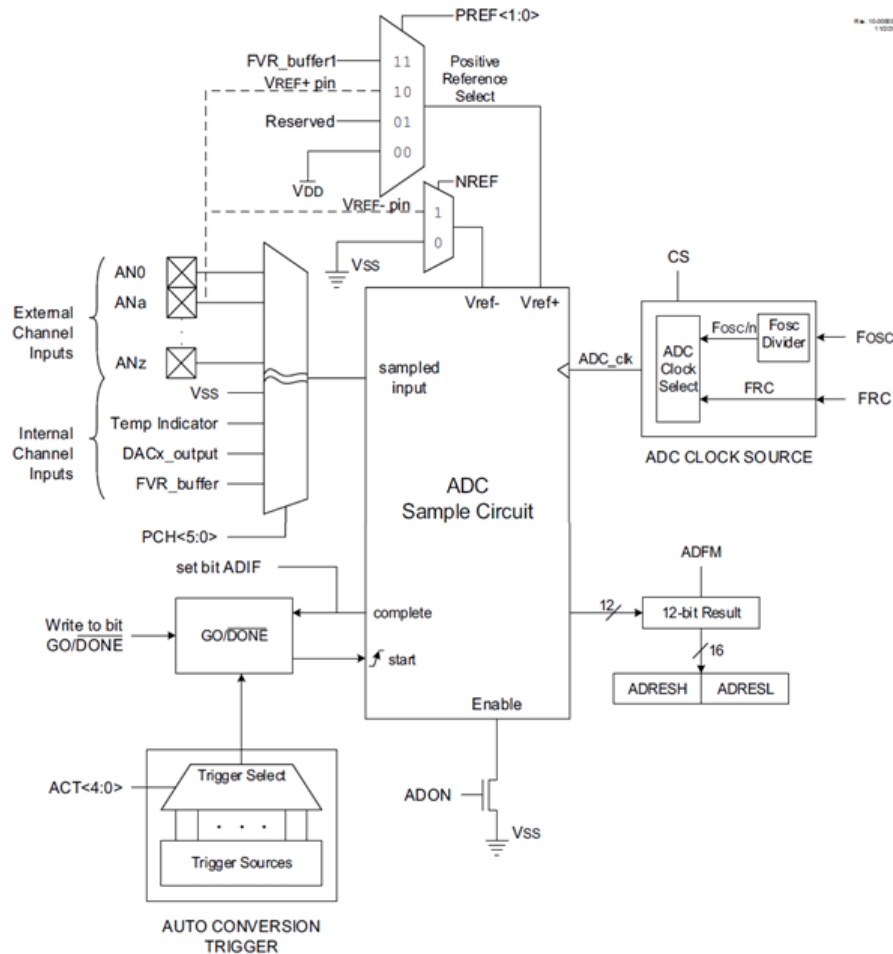 PREF<1:0>
FVR_buffer1
11
Positive
Reference
Select
VREF+ pin
10
Reserved
01
00
VDD
NREF
VREF- pin
1
0
VSS
AN0
ANa
ANz
External
Channel
Inputs
VSS
Temp Indicator
DACx_output
FVR_buffer
Internal
Channel
Inputs
PCH<5:0>
Vref- Vref+
sampled
input
ADC_clk
CS
ADC
Clock
Select
Fosc/n
Fosc
Divider
FOSC
FRC
FRC
ADC CLOCK SOURCE
ADC
Sample Circuit
set bit ADIF
complete
Write to bit
GO/DONE
GO/DONE
start
Enable
ADFM
12
12-bit Result
16
ADRESH ADRESL
ACT<4:0>
Trigger Select
. . .
Trigger Sources
AUTO CONVERSION
TRIGGER
ADON
VSS